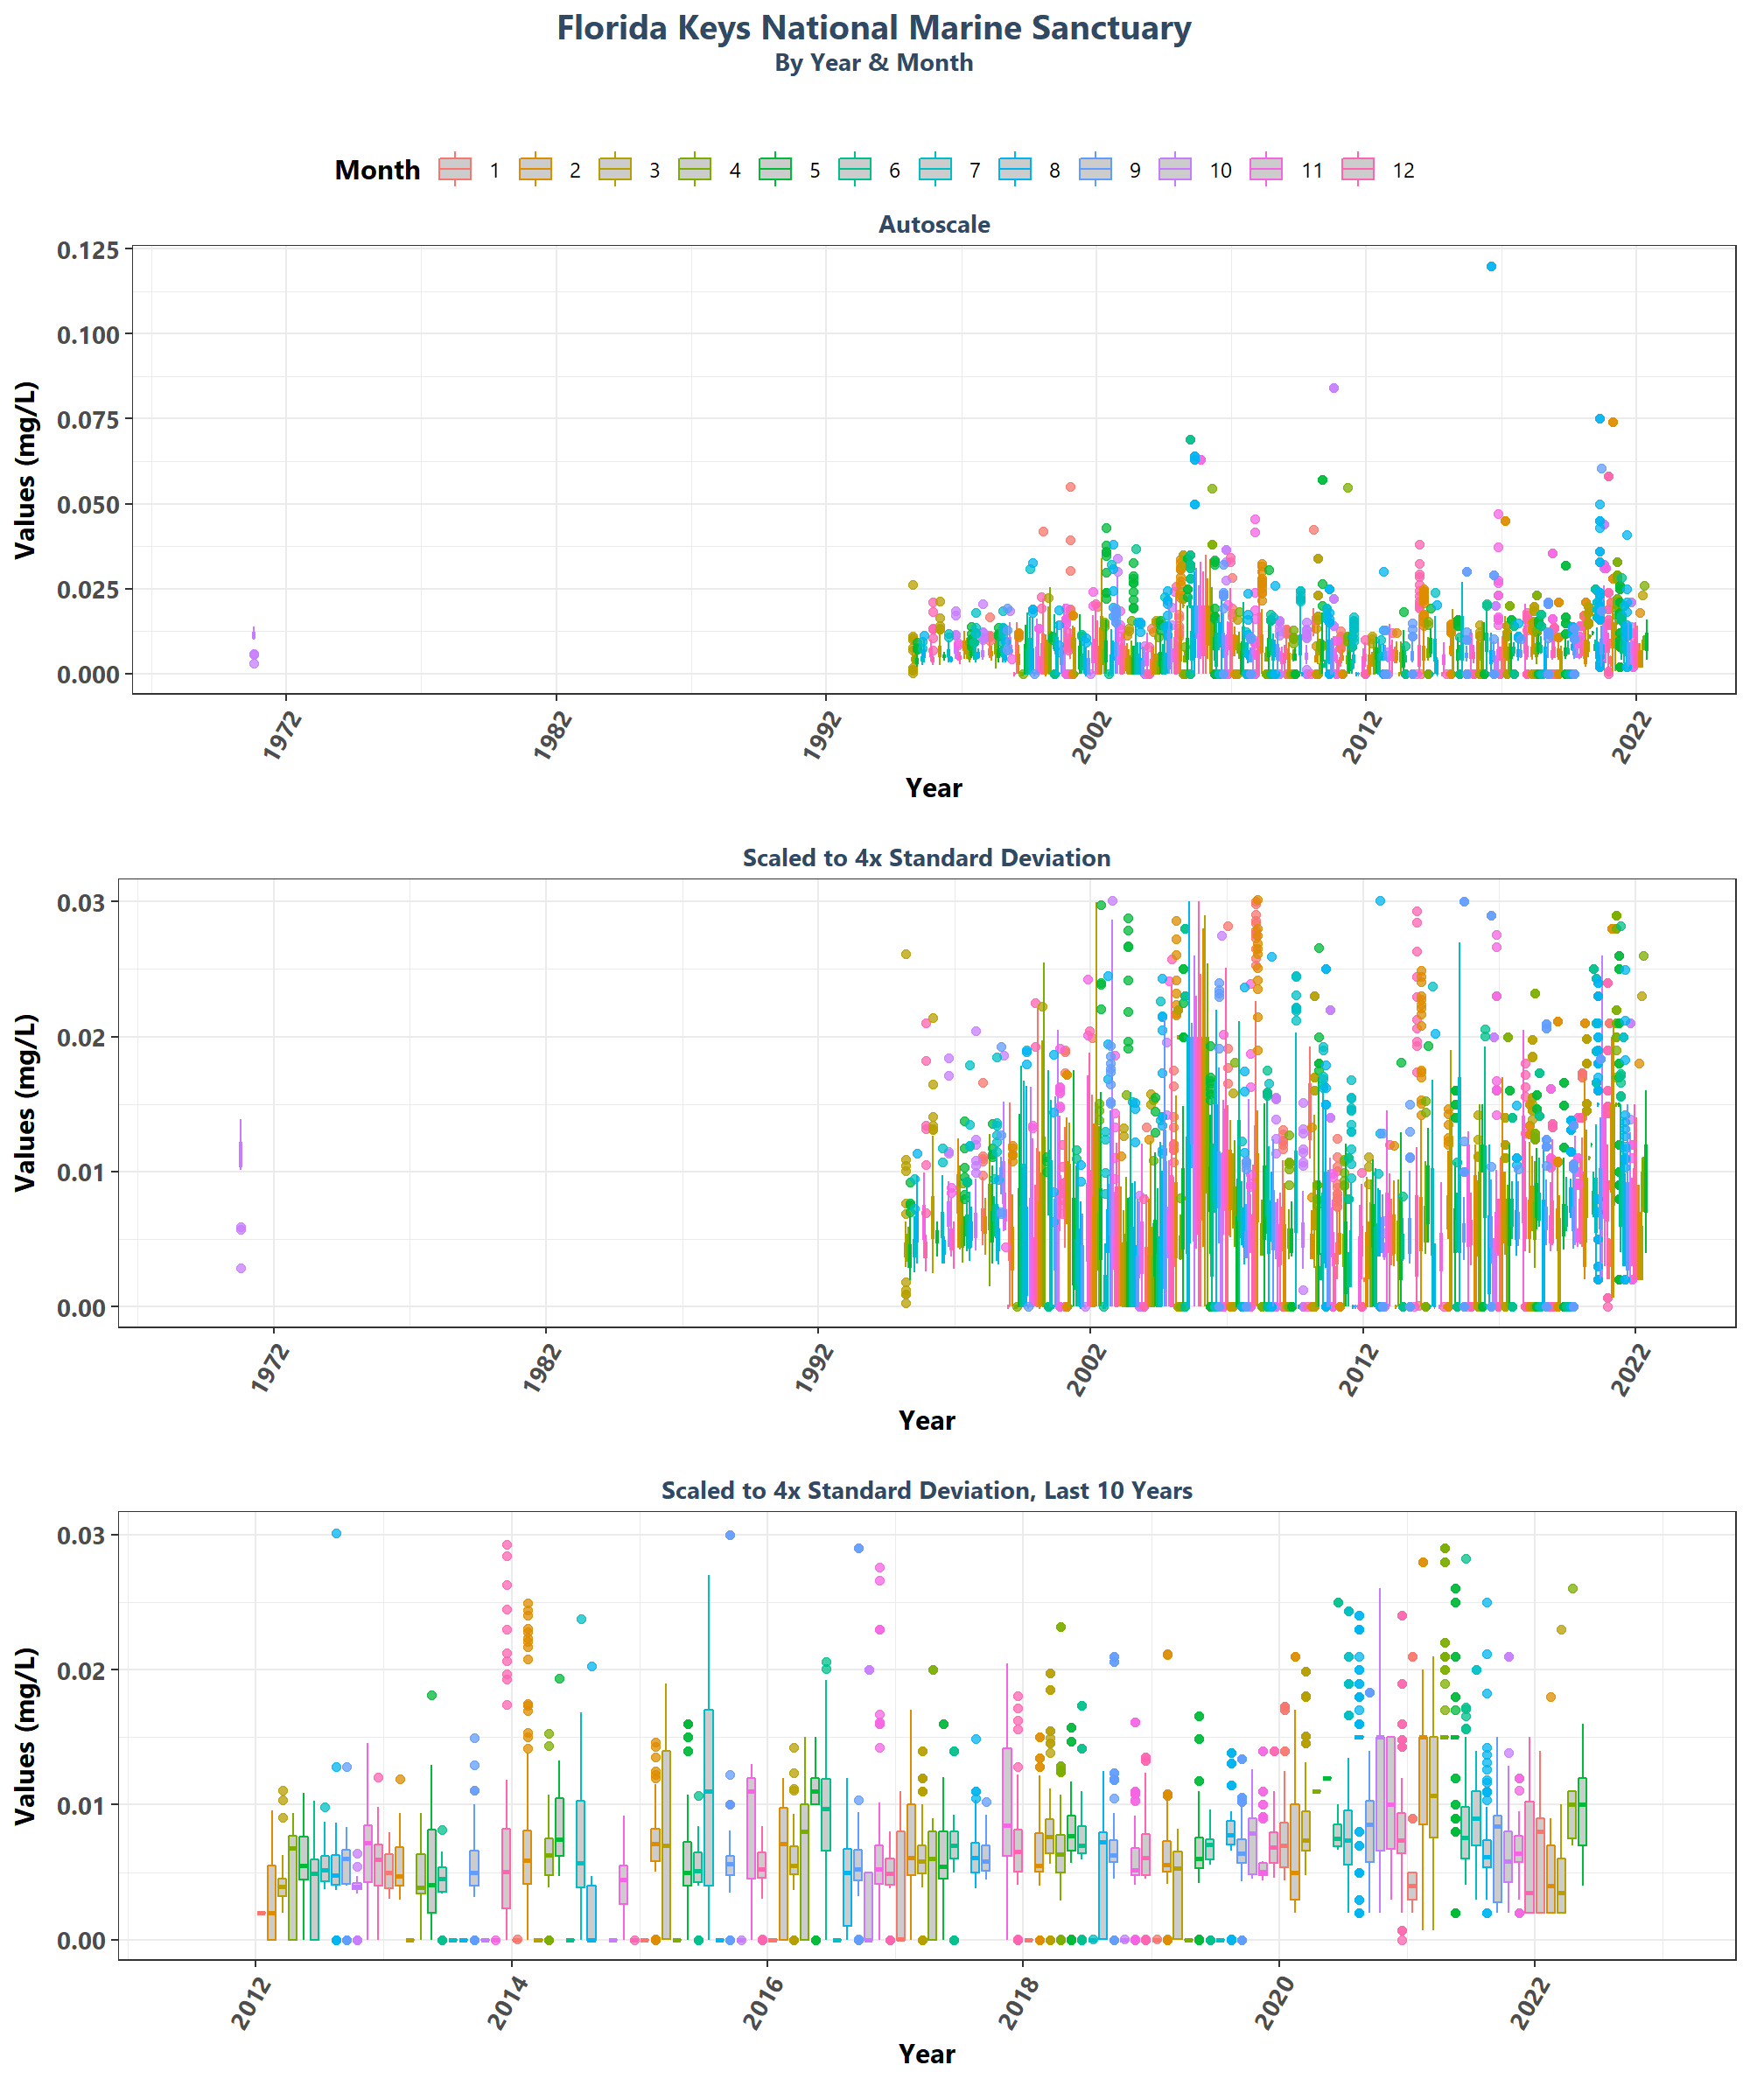 Florida Keys National Marine Sanctuary
By Year & Month
Month 1 2 3 4 5 6 7 8 9 10 11 12
Autoscale
Values (mg/L)
0.125
0.100
0.075
0.050
0.025
0.000
1972 1982 1992 2002 2012 2022
Year
Scaled to 4x Standard Deviation
Values (mg/L)
0.03
0.02
0.01
0.00
1972 1982 1992 2002 2012 2022
Year
Scaled to 4x Standard Deviation, Last 10 Years
Values (mg/L)
0.03
0.02
0.01
0.00
2012 2014 2016 2018 2020 2022
Year